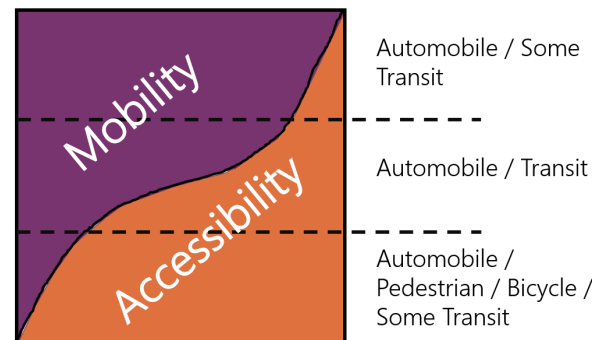 Mobility
Accessibility
Automobile / Some
Transit
Automobile / Transit
Automobile /
Pedestrian / Bicycle /
Some Transit